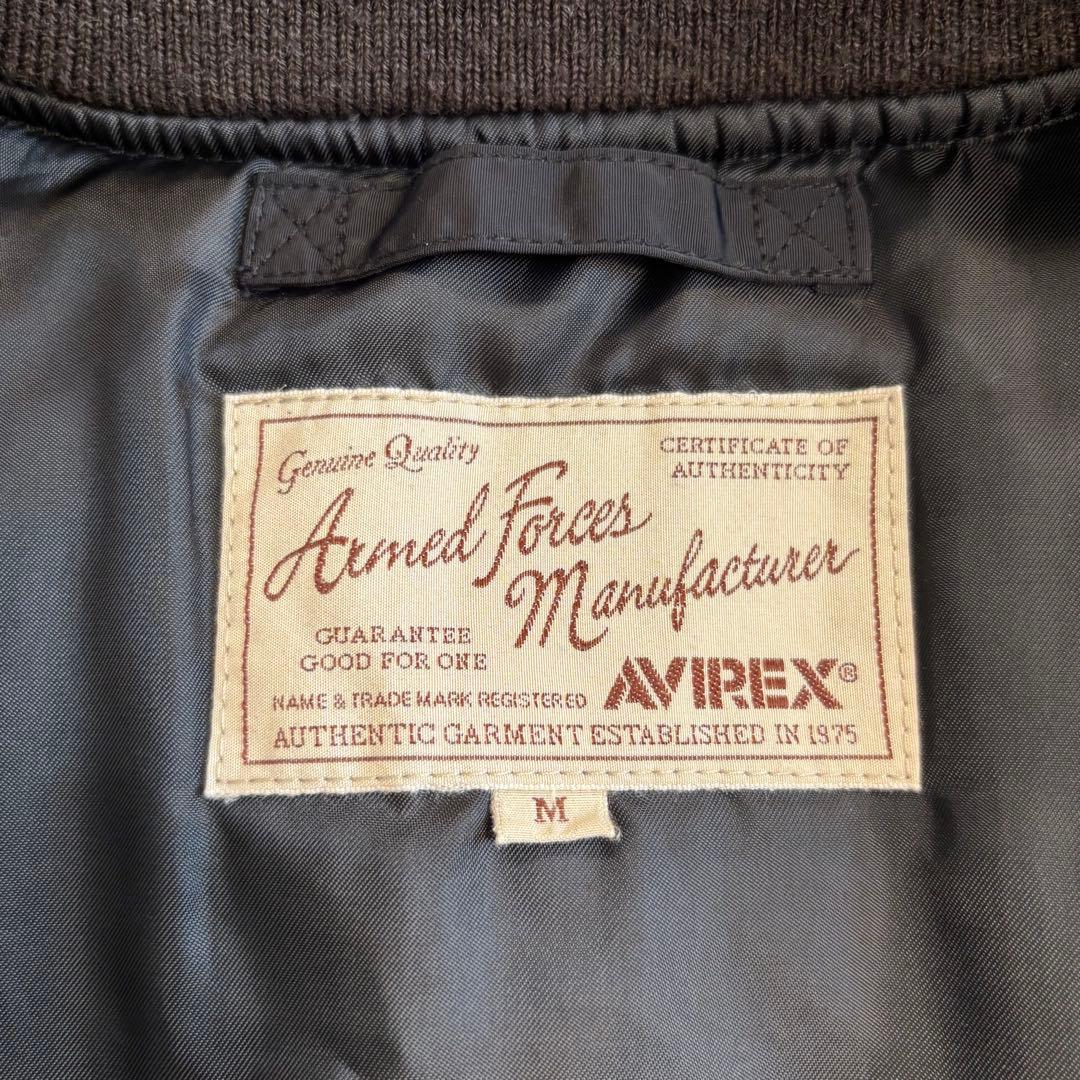 Genuine Quality
CERTIFICATE OF
AUTHENTICITY
Armed Forces
Manufacturer
GUARANTEE
GOOD FOR ONE
NAME & TRADE MARK REGISTERED
AVIREX®
AUTHENTIC GARMENT ESTABLISHED IN 1975
M